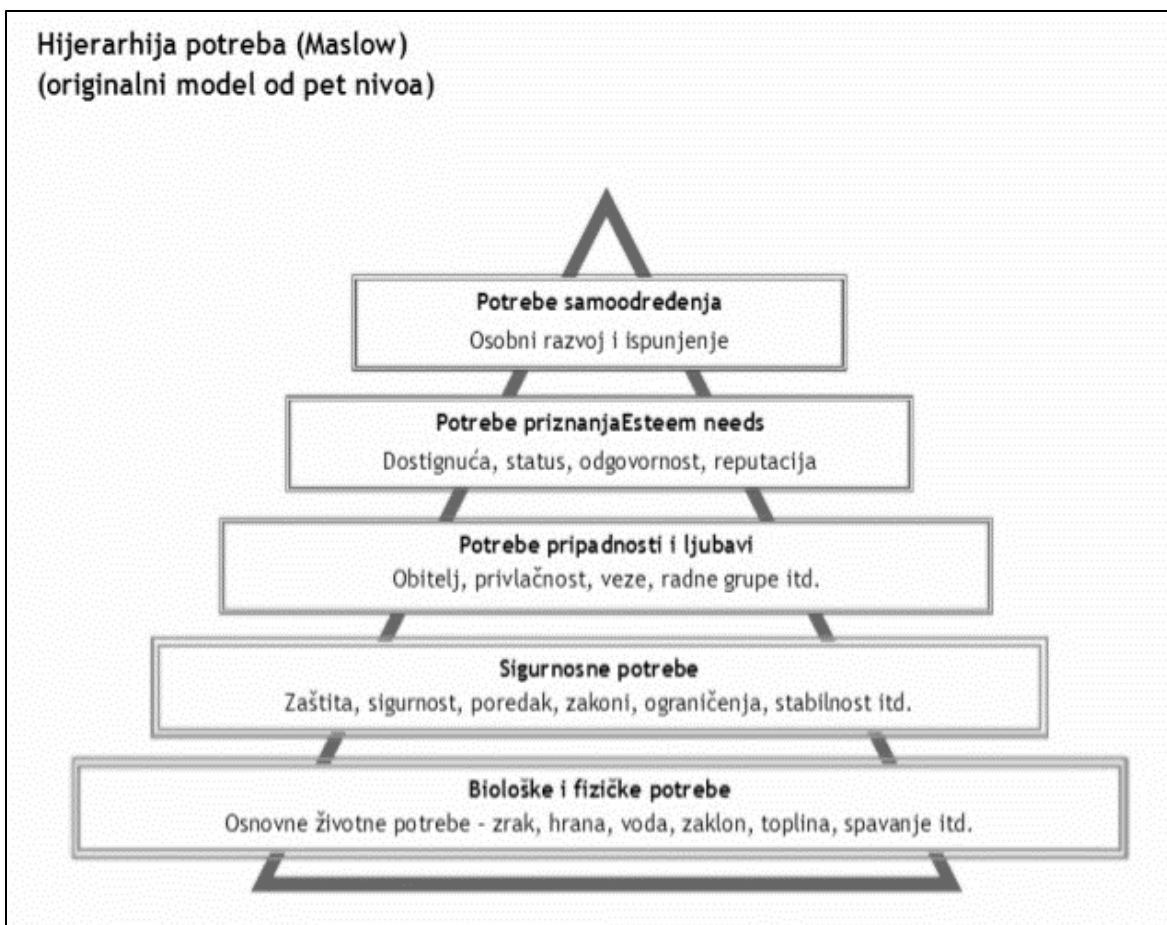 Hijerarhija potreba (Maslow)
(originalni model od pet nivoa)
Potrebe samoodređenja
Osobni razvoj i ispunjenje
Potrebe priznanjaEsteem needs
Dostignuća, status, odgovornost, reputacija
Potrebe pripadnosti i ljubavi
Obitelj, privlačnost, veze, radne grupe itd.
Sigurnosne potrebe
Zaštita, sigurnost, poredak, zakoni, ograničenja, stabilnost itd.
Biološke i fizičke potrebe
Osnovne životne potrebe - zrak, hrana, voda, zaklon, toplina, spavanje itd.